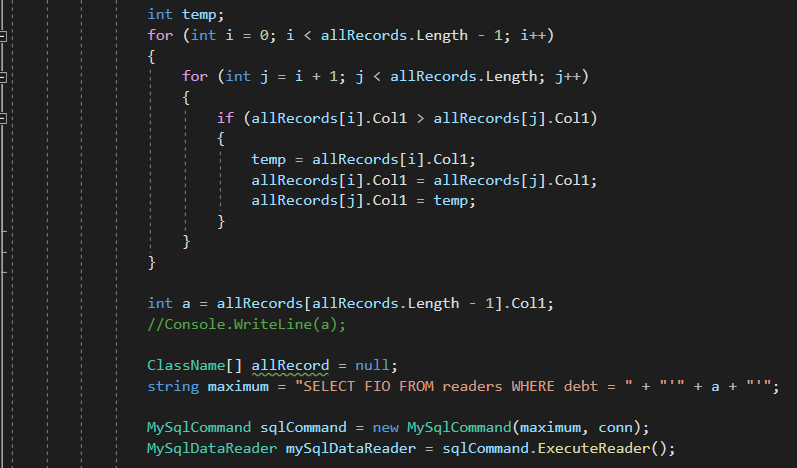 int temp;
for (int i = 0; i < allRecords.Length - 1; i++)
{
for (int j = i + 1; j < allRecords.Length; j++)
{
if (allRecords[i].Col1 > allRecords[j].Col1)
{
temp = allRecords[i].Col1;
allRecords[i].Col1 = allRecords[j].Col1;
allRecords[j].Col1 = temp;
}
}
}
int a = allRecords[allRecords.Length - 1].Col1;
//Console.WriteLine(a);
ClassName[] allRecord = null;
string maximum = "SELECT FIO FROM readers WHERE debt = " + "'" + a + "'";
MySqlCommand sqlCommand = new MySqlCommand(maximum, conn);
MySqlDataReader mySqlDataReader = sqlCommand.ExecuteReader();